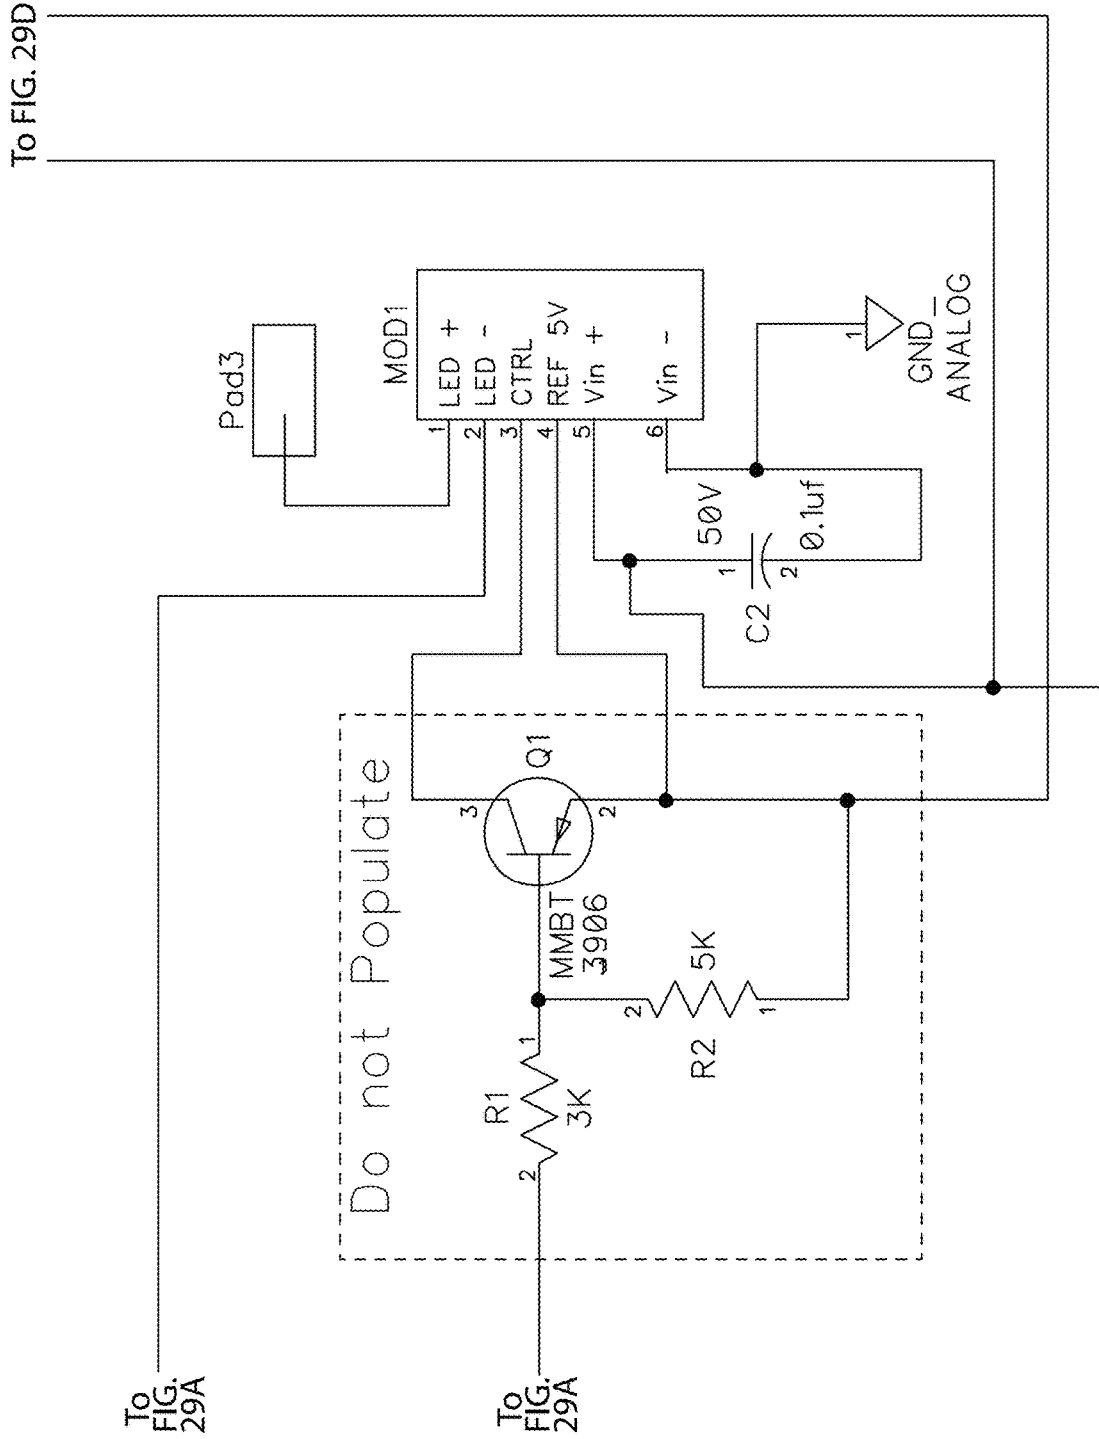 To FIG. 29D
Pad3
MOD1
1
LED +
2
LED -
3
CTRL
4
REF 5V
5
Vin +
6
Vin -
1
GND_
ANALOG
50V
0.1uf
1
2
C2
Do not Populate
3
Q1
2
MMBT
3906
R1
3K
1
2
R2
5K
2
1
To
FIG.
29A
To
FIG.
29A